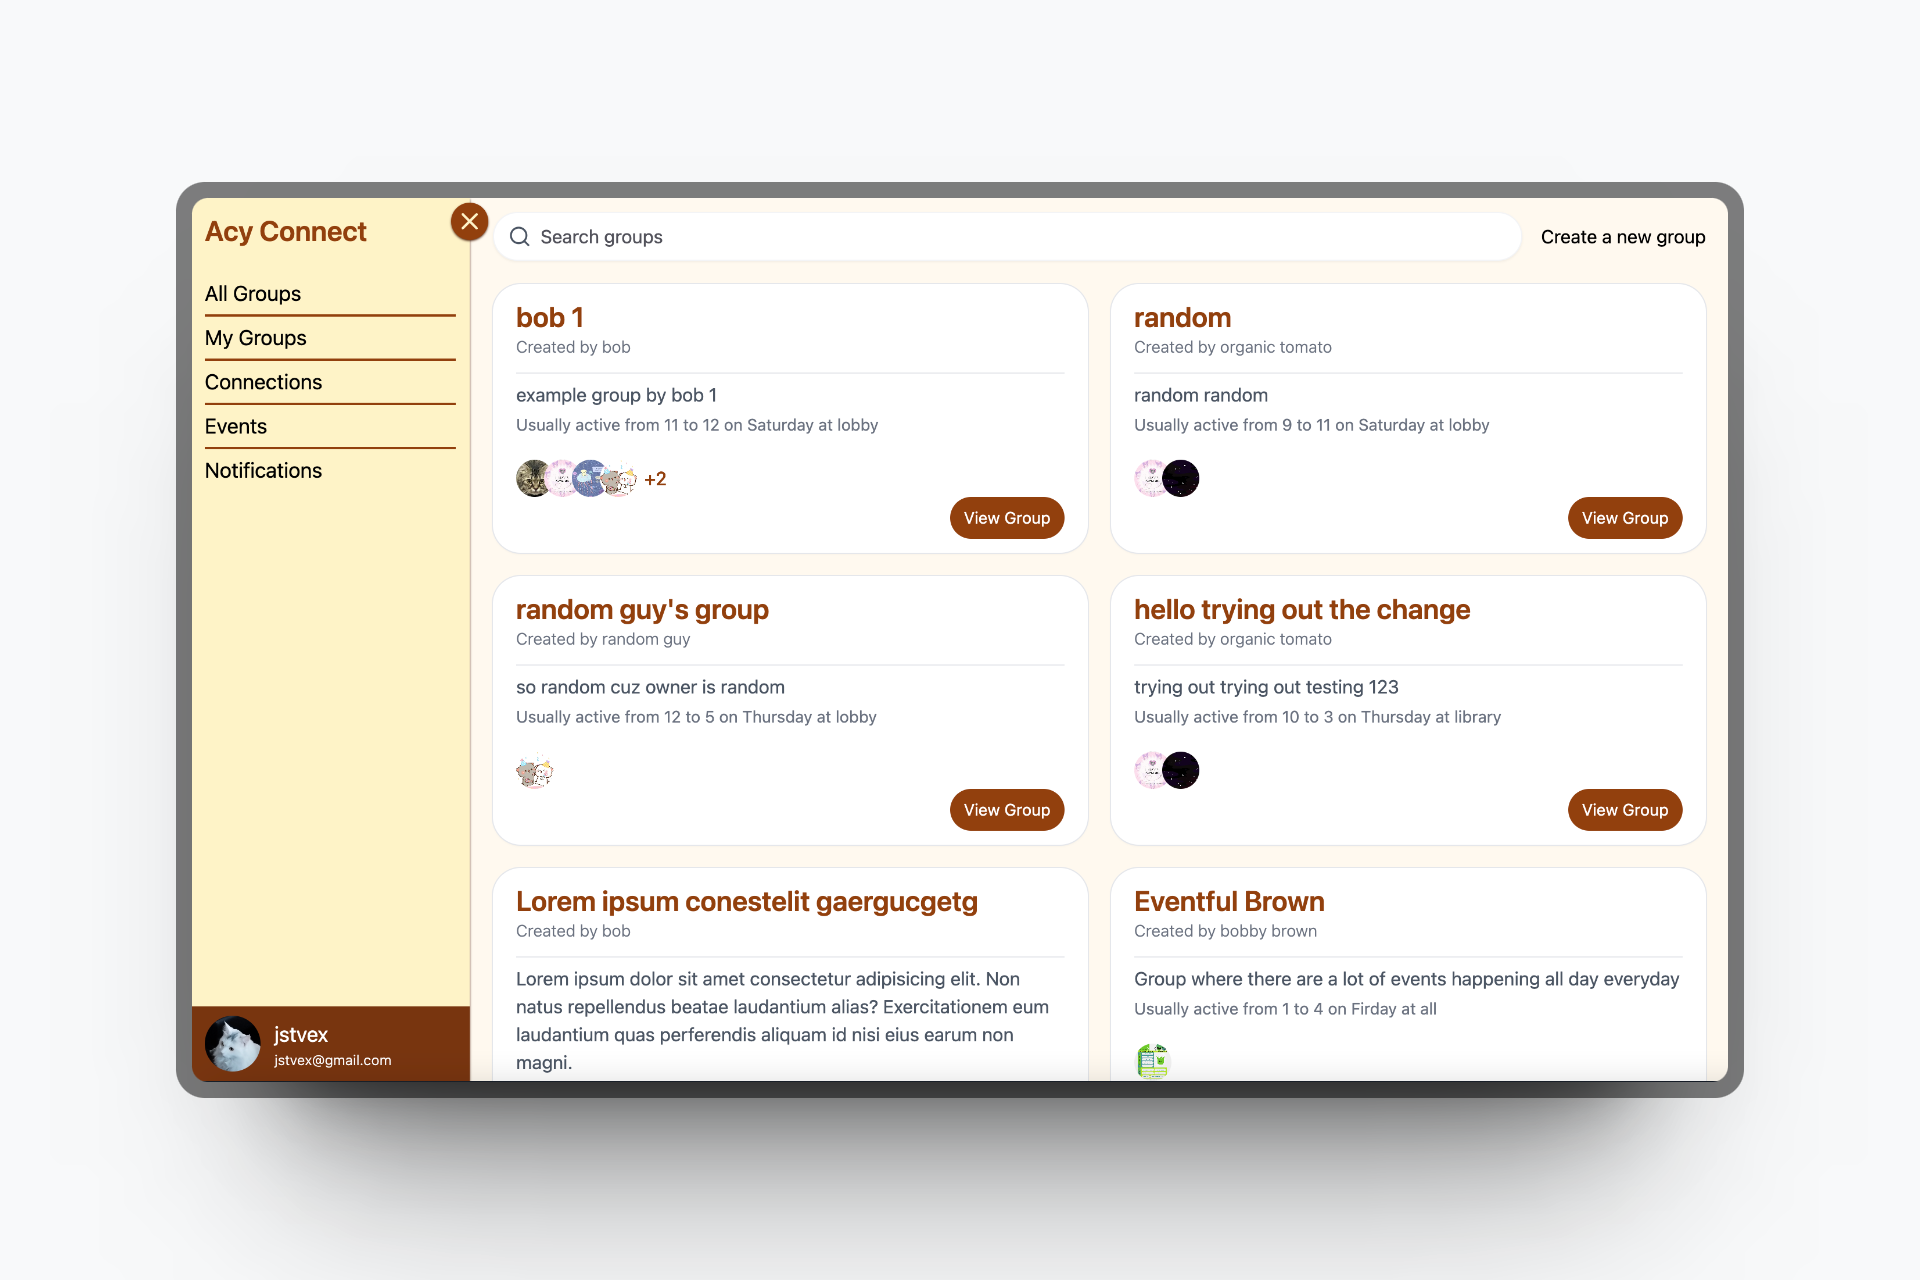 Acy Connect
All Groups
My Groups
Connections
Events
Notifications
jstvex
jstvex@gmail.com
Search groups
Create a new group
bob 1
Created by bob
example group by bob 1
Usually active from 11 to 12 on Saturday at lobby
+2
View Group
random
Created by organic tomato
random random
Usually active from 9 to 11 on Saturday at lobby
View Group
random guy's group
Created by random guy
so random cuz owner is random
Usually active from 12 to 5 on Thursday at lobby
View Group
hello trying out the change
Created by organic tomato
trying out trying out testing 123
Usually active from 10 to 3 on Thursday at library
View Group
Lorem ipsum conestelit gaergucgetg
Created by bob
Lorem ipsum dolor sit amet consectetur adipisicing elit. Non
natus repellendus beatae laudantium alias? Exercitationem eum
laudantium quas perferendis aliquam id nisi eius earum non
magni.
Eventful Brown
Created by bobby brown
Group where there are a lot of events happening all day everyday
Usually active from 1 to 4 on Firday at all